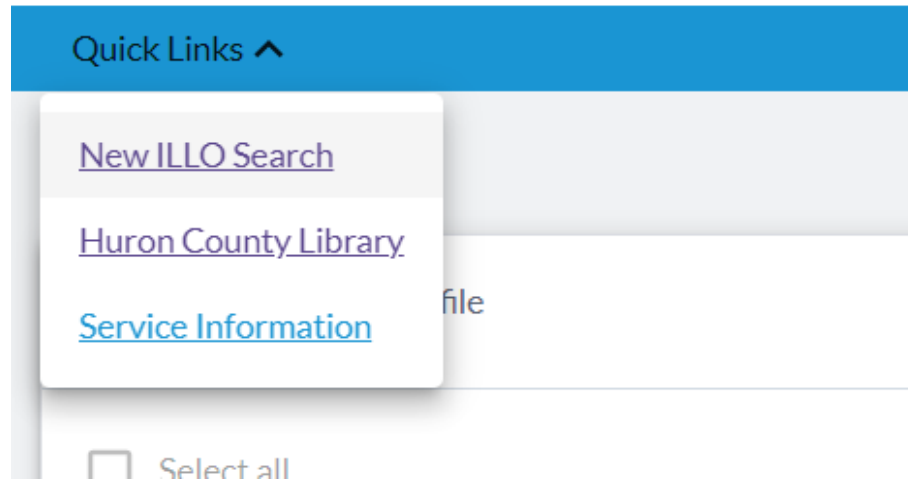 Quick Links
New ILLO Search
Huron County Library
file
Service Information
Select all